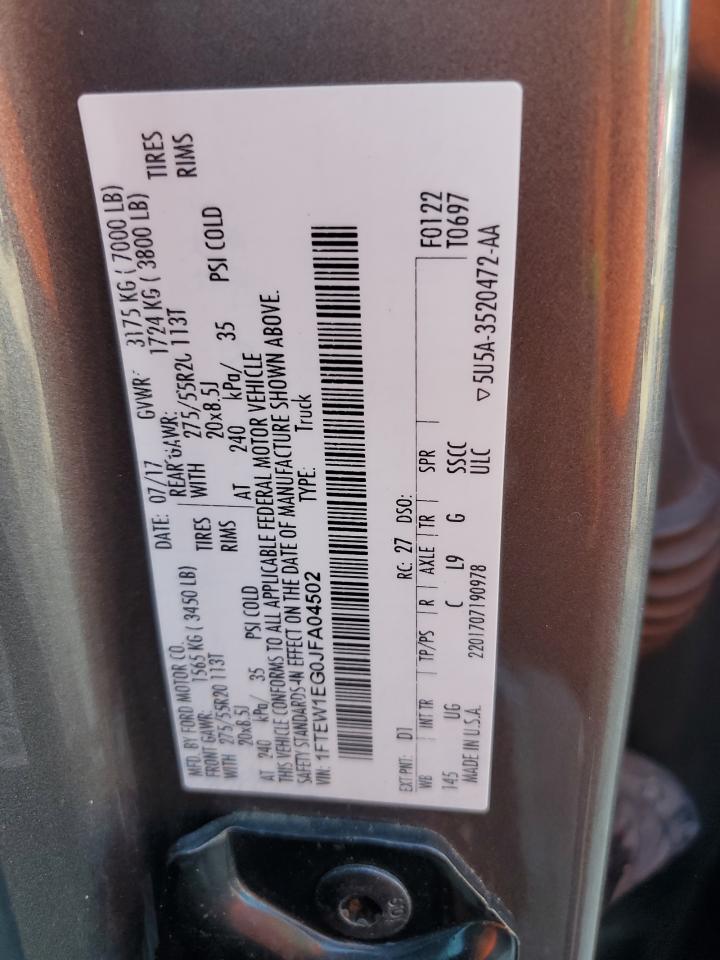 MFD. BY FORD MOTOR CO. DATE: 07/17 GVWR: 3175 KG ( 7000 LB)
FRONT GAWR: 1565 KG ( 3450 LB) REAR GAWR: 1724 KG ( 3800 LB)
WITH 275/55R20 113T TIRES WITH 275/55R20 113T TIRES
20x8.5J RIMS 20x8.5J RIMS
AT 240 kPa/ 35 PSI COLD AT 240 kPa/ 35 PSI COLD
THIS VEHICLE CONFORMS TO ALL APPLICABLE FEDERAL MOTOR VEHICLE
SAFETY STANDARDS IN EFFECT ON THE DATE OF MANUFACTURE SHOWN ABOVE.
VIN: 1FTEW1EG0JFA04502 TYPE: Truck
EXT PNT: D1 RC: 27 DSO: F0122
WB INT TR TP/PS R AXLE TR SPR T0697
145 UG C L9 G SSCC
MADE IN U.S.A. 2201707190978 ULC ▽5U5A-3520472-AA